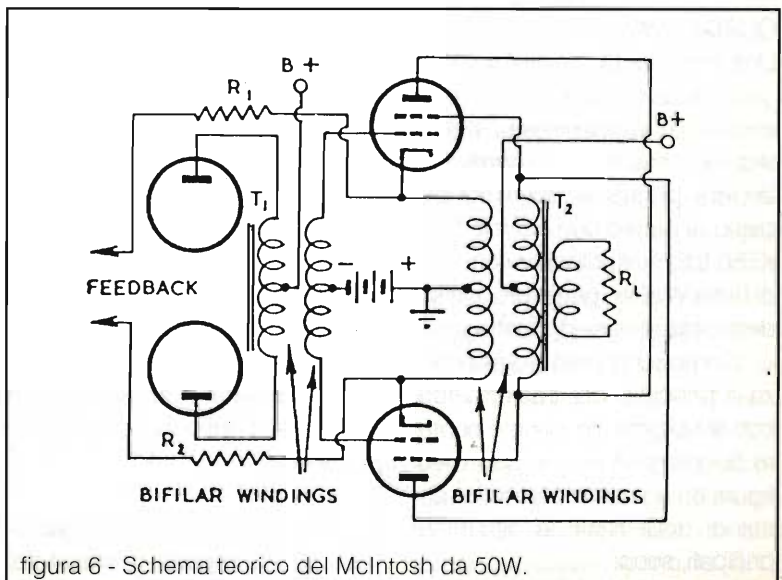 B +
R1
B+
T1
T2
FEEDBACK
RL
R2
BIFILAR WINDINGS
BIFILAR WINDINGS
figura 6 - Schema teorico del McIntosh da 50W.